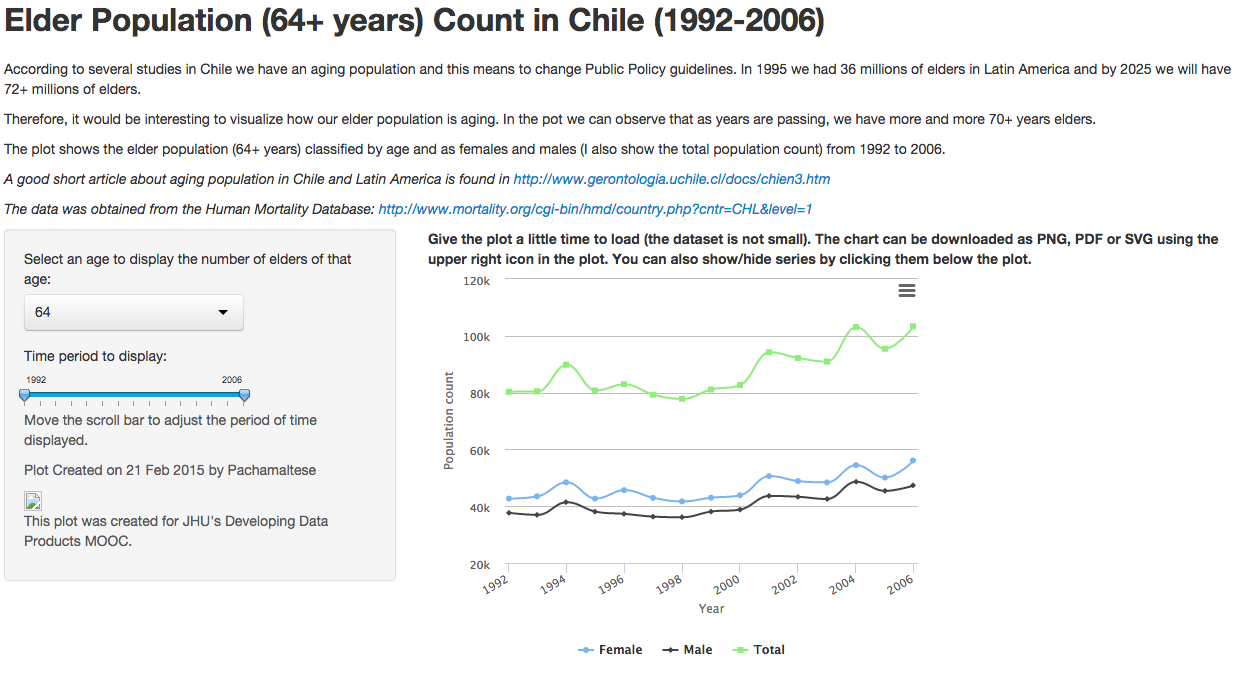 Elder Population (64+ years) Count in Chile (1992-2006)
According to several studies in Chile we have an aging population and this means to change Public Policy guidelines. In 1995 we had 36 millions of elders in Latin America and by 2025 we will have
72+ millions of elders.
Therefore, it would be interesting to visualize how our elder population is aging. In the pot we can observe that as years are passing, we have more and more 70+ years elders.
The plot shows the elder population (64+ years) classified by age and as females and males (I also show the total population count) from 1992 to 2006.
A good short article about aging population in Chile and Latin America is found in http://www.gerontologia.uchile.cl/docs/chien3.htm
The data was obtained from the Human Mortality Database: http://www.mortality.org/cgi-bin/hmd/country.php?cntr=CHL&level=1
Select an age to display the number of elders of that
age:
64
Time period to display:
1992 2006
Move the scroll bar to adjust the period of time
displayed.
Plot Created on 21 Feb 2015 by Pachamaltese
This plot was created for JHU's Developing Data
Products MOOC.
Give the plot a little time to load (the dataset is not small). The chart can be downloaded as PNG, PDF or SVG using the
upper right icon in the plot. You can also show/hide series by clicking them below the plot.
120k
100k
80k
60k
40k
20k
Population count
1992 1994 1996 1998 2000 2002 2004 2006
Year
Female Male Total